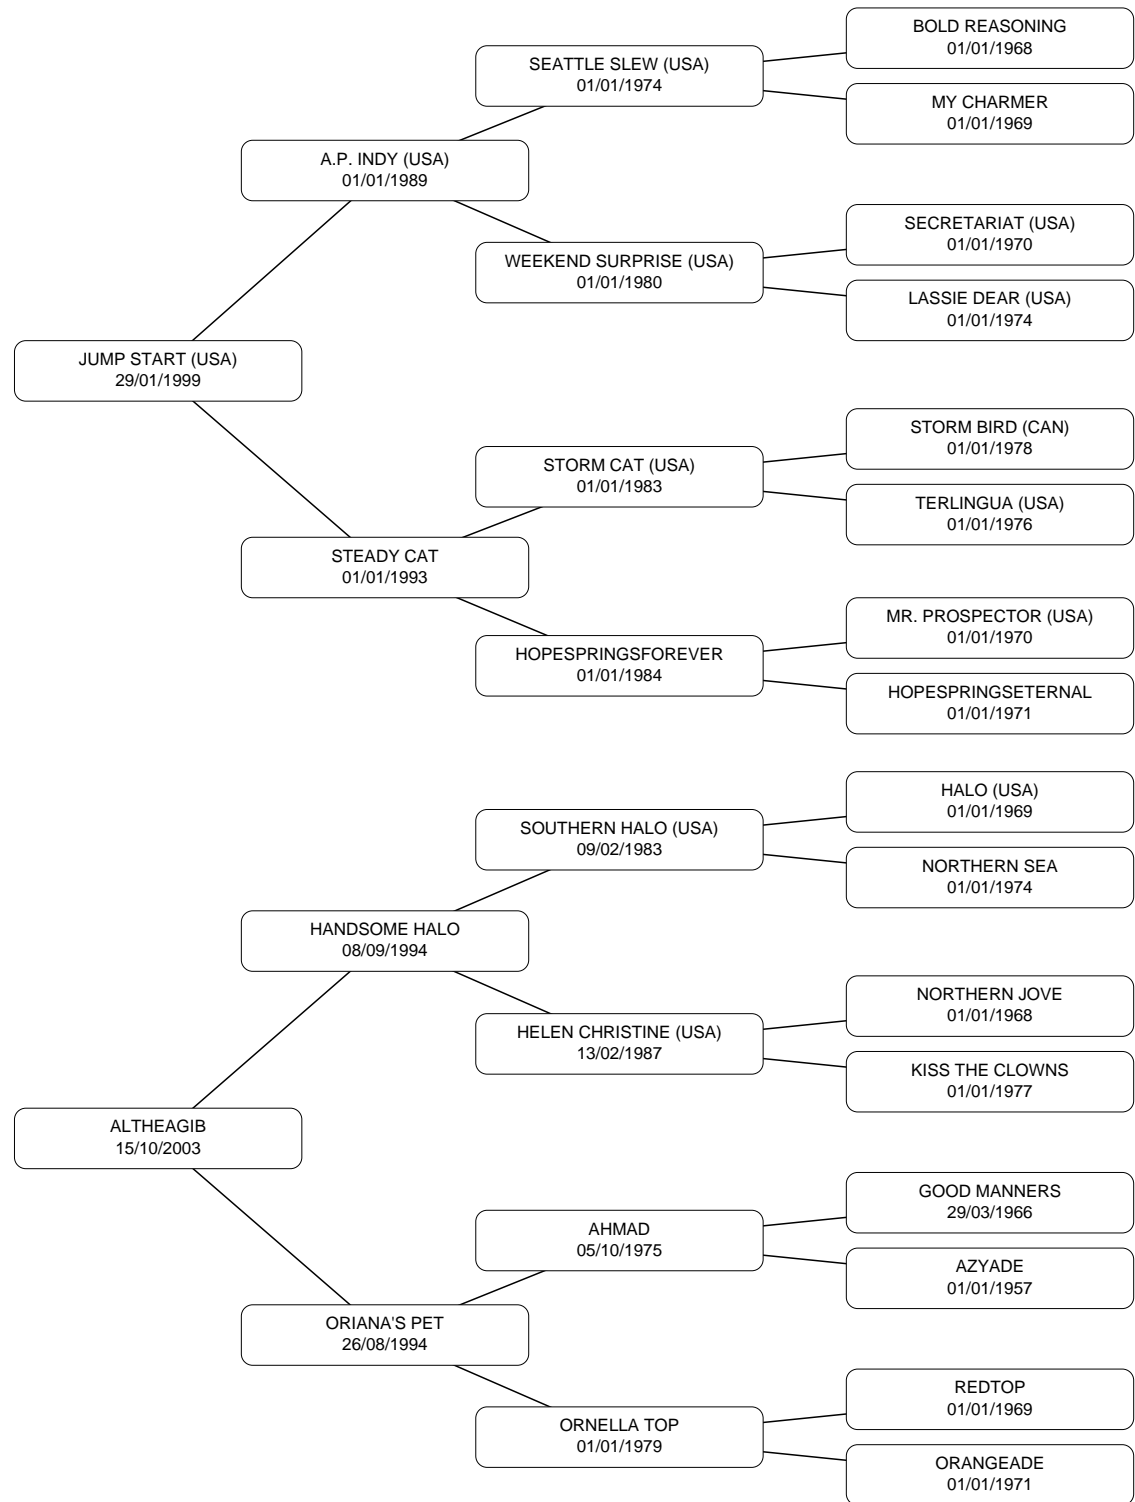 BOLD REASONING
01/01/1968
SEATTLE SLEW (USA)
01/01/1974
MY CHARMER
01/01/1969
A.P. INDY (USA)
01/01/1989
SECRETARIAT (USA)
01/01/1970
WEEKEND SURPRISE (USA)
01/01/1980
LASSIE DEAR (USA)
01/01/1974
JUMP START (USA)
29/01/1999
STORM BIRD (CAN)
01/01/1978
STORM CAT (USA)
01/01/1983
TERLINGUA (USA)
01/01/1976
STEADY CAT
01/01/1993
MR. PROSPECTOR (USA)
01/01/1970
HOPESPRINGSFOREVER
01/01/1984
HOPESPRINGSETERNAL
01/01/1971
HALO (USA)
01/01/1969
SOUTHERN HALO (USA)
09/02/1983
NORTHERN SEA
01/01/1974
HANDSOME HALO
08/09/1994
NORTHERN JOVE
01/01/1968
HELEN CHRISTINE (USA)
13/02/1987
KISS THE CLOWNS
01/01/1977
ALTHEAGIB
15/10/2003
GOOD MANNERS
29/03/1966
AHMAD
05/10/1975
AZYADE
01/01/1957
ORIANA'S PET
26/08/1994
REDTOP
01/01/1969
ORNELLA TOP
01/01/1979
ORANGEADE
01/01/1971